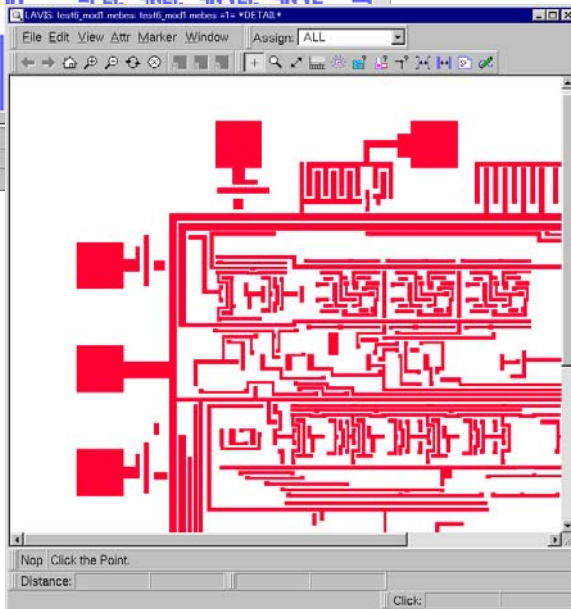 LAVIS: test6_mod1.mebes: test6_mod1.mebes =1= *DETAIL*
File Edit View Attr Marker Window Assign: ALL
Nop Click the Point.
Distance:
Click: